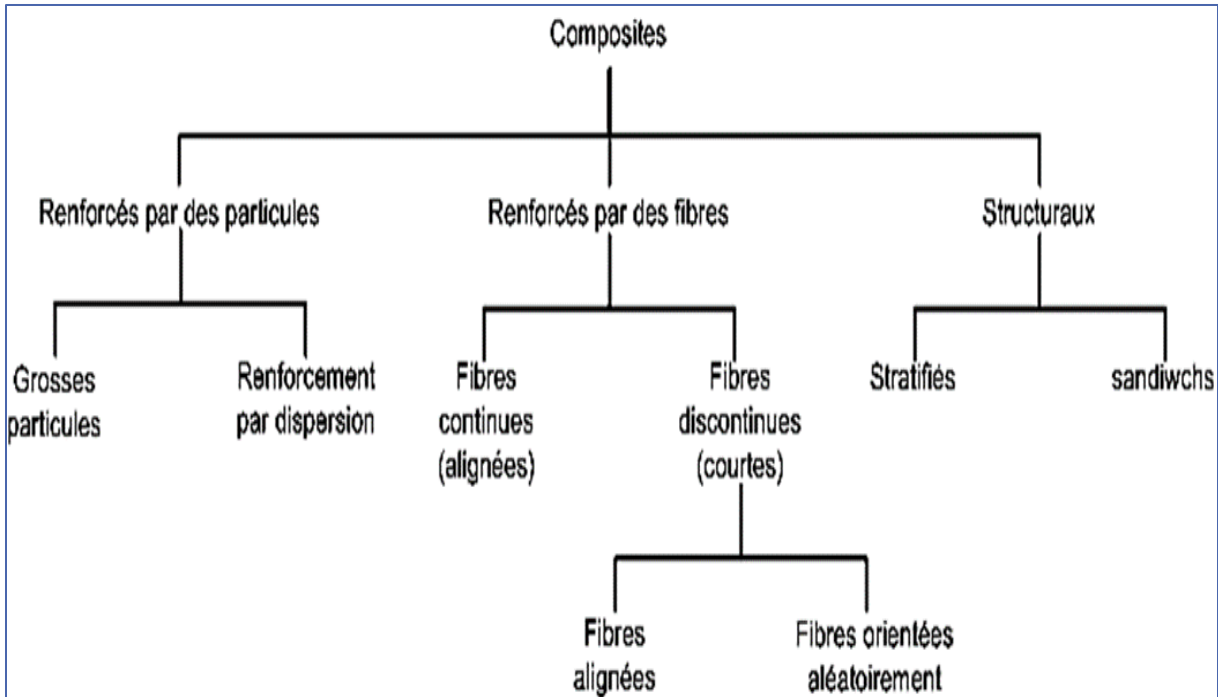 Composites
Renforcés par des particules
Renforcés par des fibres
Structuraux
Grosses
particules
Renforcement
par dispersion
Fibres
continues
(alignées)
Fibres
discontinues
(courtes)
Stratifiés
sandiwchs
Fibres
alignées
Fibres orientées
aléatoirement